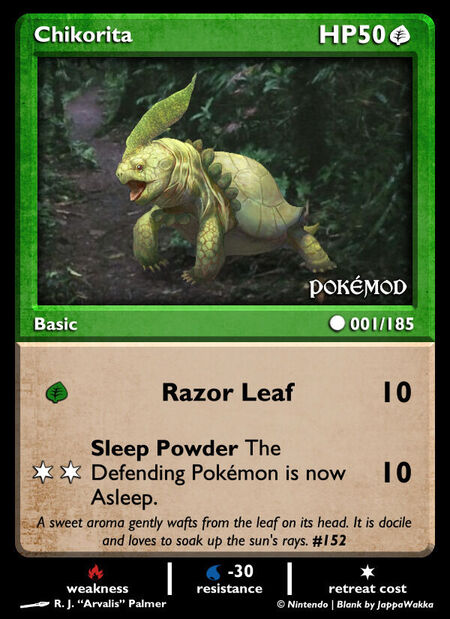 Chikorita HP50
POKÉMOD
Basic 001/185
Razor Leaf 10
Sleep Powder The
Defending Pokémon is now 10
Asleep.
A sweet aroma gently wafts from the leaf on its head. It is docile
and loves to soak up the sun's rays. #152
weakness
-30
resistance
retreat cost
R. J. “Arvalis” Palmer © Nintendo | Blank by JappaWakka